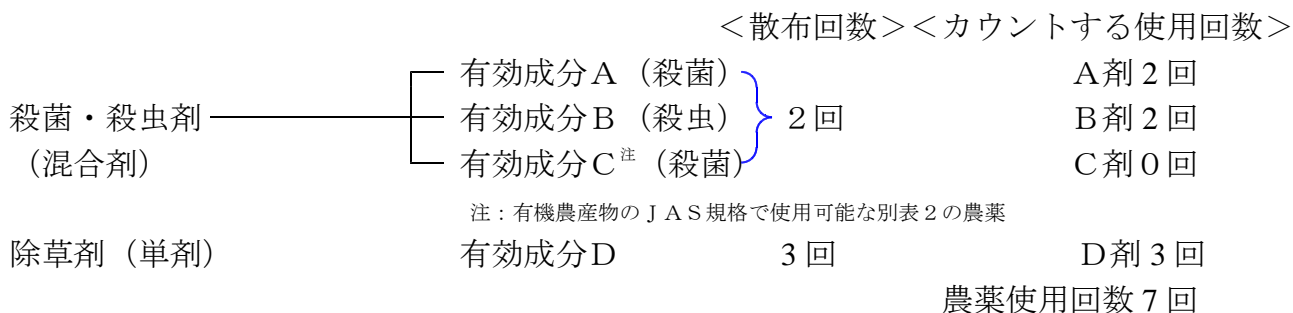 ＜散布回数＞＜カウントする使用回数＞
有効成分Ａ（殺菌） Ａ剤２回
殺菌・殺虫剤 有効成分Ｂ（殺虫） ２回 Ｂ剤２回
（混合剤） 有効成分Ｃ注（殺菌） Ｃ剤０回
注：有機農産物のＪＡＳ規格で使用可能な別表２の農薬
除草剤（単剤） 有効成分Ｄ 3回 Ｄ剤３回
農薬使用回数７回